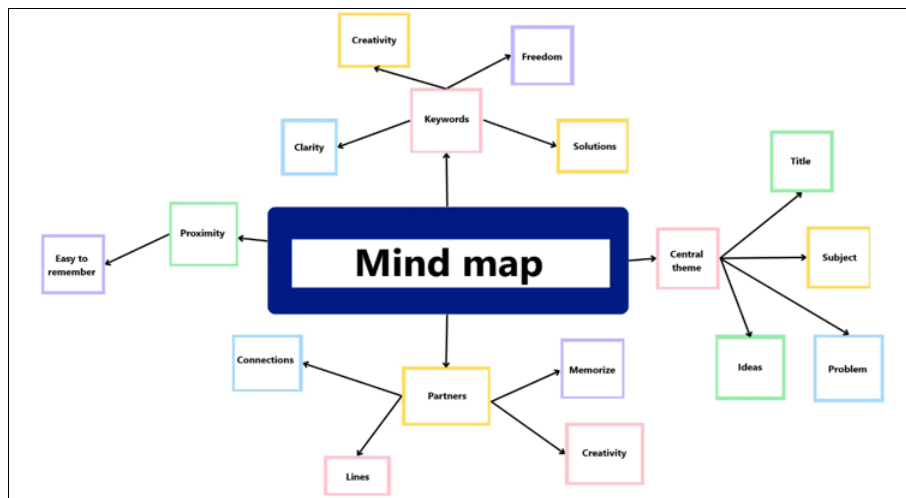 Creativity
Freedom
Keywords
Clarity
Solutions
Title
Proximity
Easy to
remember
Mind map
Central
theme
Subject
Connections
Partners
Memorize
Ideas
Problem
Lines
Creativity